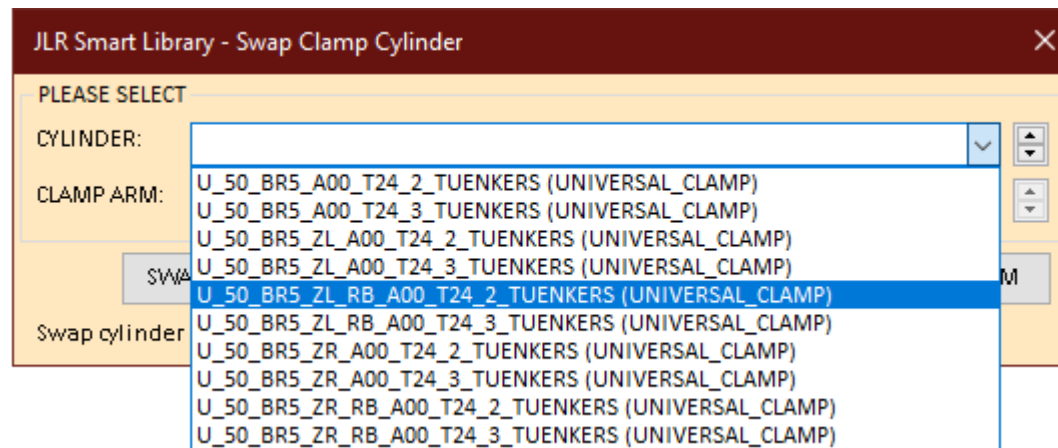 JLR Smart Library - Swap Clamp Cylinder
PLEASE SELECT
CYLINDER:
CLAMP ARM:
U_50_BR5_A00_T24_2_TUENKERS (UNIVERSAL_CLAMP)
U_50_BR5_A00_T24_3_TUENKERS (UNIVERSAL_CLAMP)
U_50_BR5_ZL_A00_T24_2_TUENKERS (UNIVERSAL_CLAMP)
U_50_BR5_ZL_A00_T24_3_TUENKERS (UNIVERSAL_CLAMP)
U_50_BR5_ZL_RB_A00_T24_2_TUENKERS (UNIVERSAL_CLAMP)
U_50_BR5_ZL_RB_A00_T24_3_TUENKERS (UNIVERSAL_CLAMP)
U_50_BR5_ZR_A00_T24_2_TUENKERS (UNIVERSAL_CLAMP)
U_50_BR5_ZR_A00_T24_3_TUENKERS (UNIVERSAL_CLAMP)
U_50_BR5_ZR_RB_A00_T24_2_TUENKERS (UNIVERSAL_CLAMP)
U_50_BR5_ZR_RB_A00_T24_3_TUENKERS (UNIVERSAL_CLAMP)
Swap cylinder